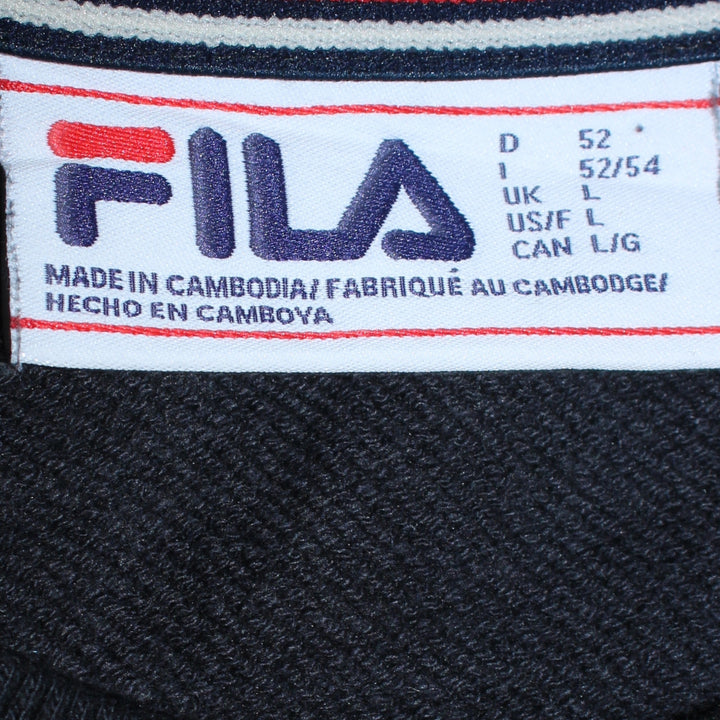 FILA
D 52
I 52/54
UK L
US/F L
CAN L/G
MADE IN CAMBODIA/ FABRIQUÉ AU CAMBODGE/
HECHO EN CAMBOYA